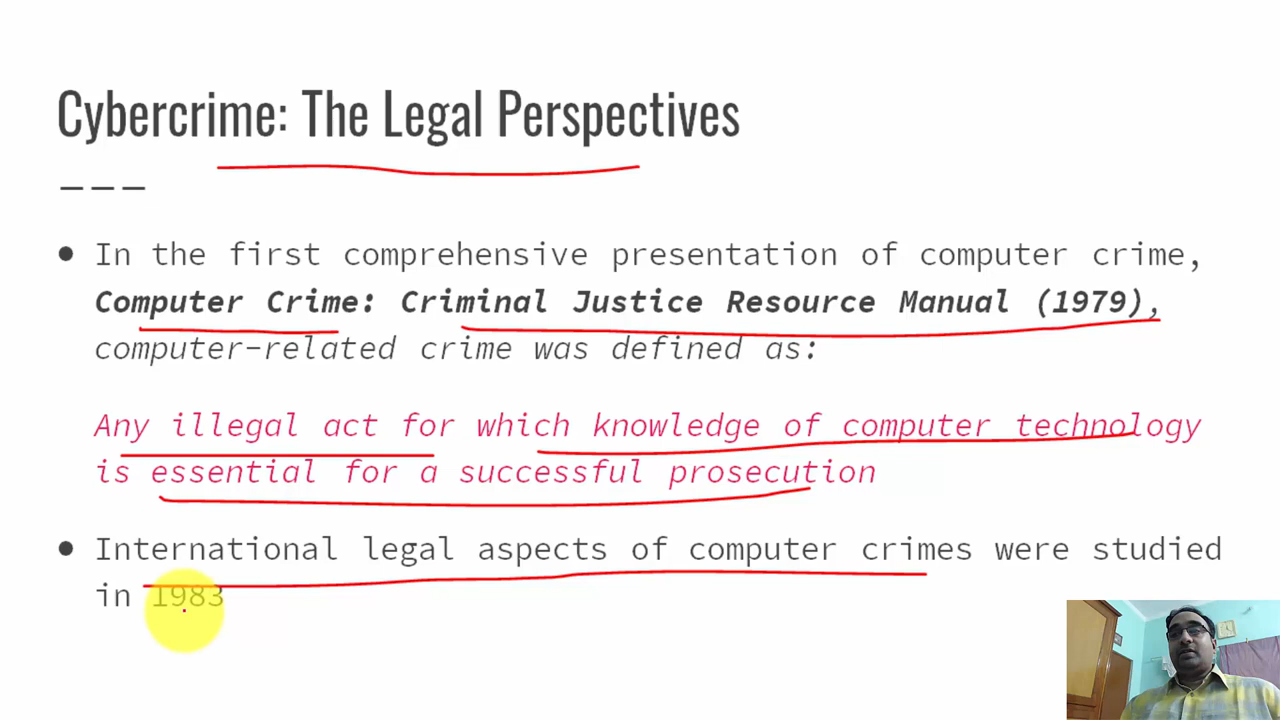 Cybercrime: The Legal Perspectives
● In the first comprehensive presentation of computer crime,
Computer Crime: Criminal Justice Resource Manual (1979),
computer-related crime was defined as:
Any illegal act for which knowledge of computer technology
is essential for a successful prosecution
● International legal aspects of computer crimes were studied
in 1983